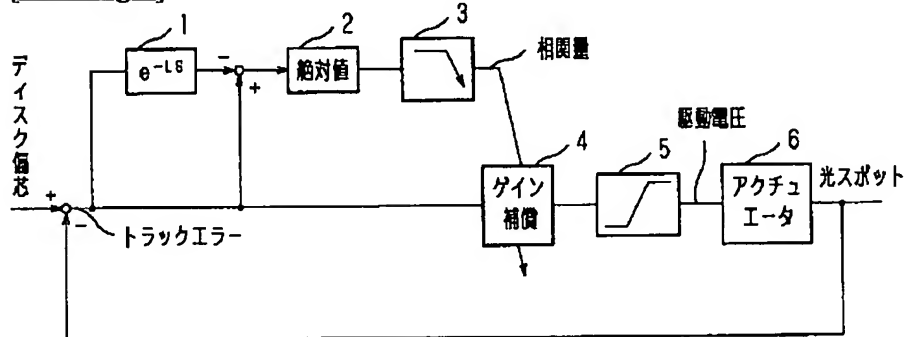 1
2
3
e⁻ᴸˢ
−
+
絶対値
相関量
ディスク偏芯
駆動電圧
4
5
6
+
−
トラックエラー
ゲイン
補償
アクチュ
エータ
光スポット